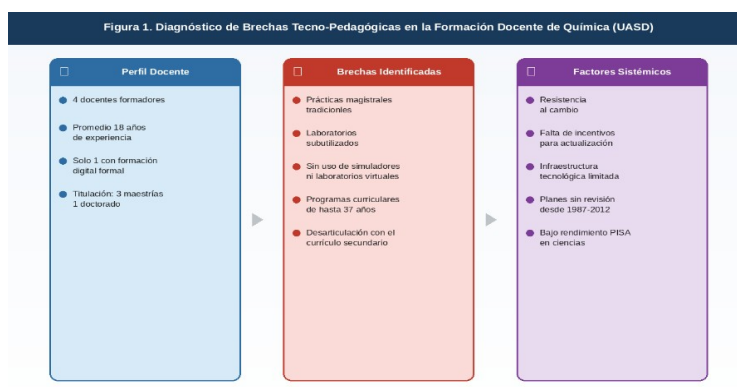 Figura 1. Diagnóstico de Brechas Tecno-Pedagógicas en la Formación Docente de Química (UASD)
Perfil Docente
4 docentes formadores
Promedio 18 años
de experiencia
Solo 1 con formación
digital formal
Titulación: 3 maestrías
1 doctorado
Brechas Identificadas
Prácticas magistrales
tradicionles
Laboratorios
subutilizados
Sin uso de simuladores
ni laboratorios virtuales
Programas curriculares
de hasta 37 años
Desarticulación con el
currículo secundario
Factores Sistémicos
Resistencia
al cambio
Falta de incentivos
para actualización
Infraestructura
tecnológica limitada
Planes sin revisión
desde 1987-2012
Bajo rendimiento PISA
en ciencias